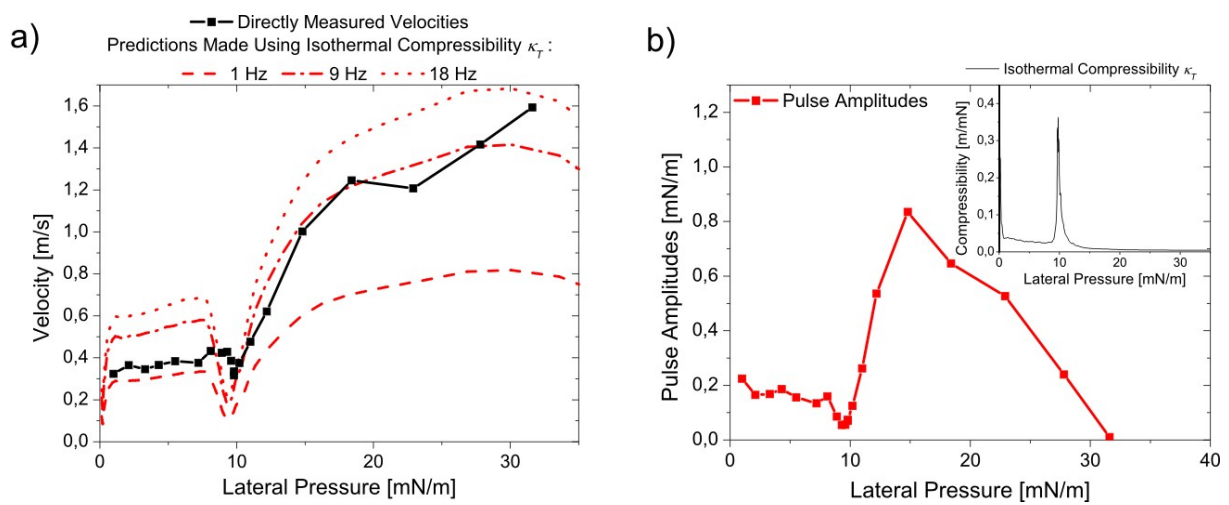 a)
Directly Measured Velocities
Predictions Made Using Isothermal Compressibility κ_T :
1 Hz 9 Hz 18 Hz
1,6
1,4
1,2
1,0
0,8
0,6
0,4
0,2
0,0
Velocity [m/s]
0 10 20 30
Lateral Pressure [mN/m]
b)
Isothermal Compressibility κ_T
Pulse Amplitudes
1,2
1,0
0,8
0,6
0,4
0,2
0,0
Pulse Amplitudes [mN/m]
0,4
0,3
0,2
0,1
0,0
Compressibility [m/mN]
0 10 20 30
Lateral Pressure [mN/m]
0 10 20 30 40
Lateral Pressure [mN/m]